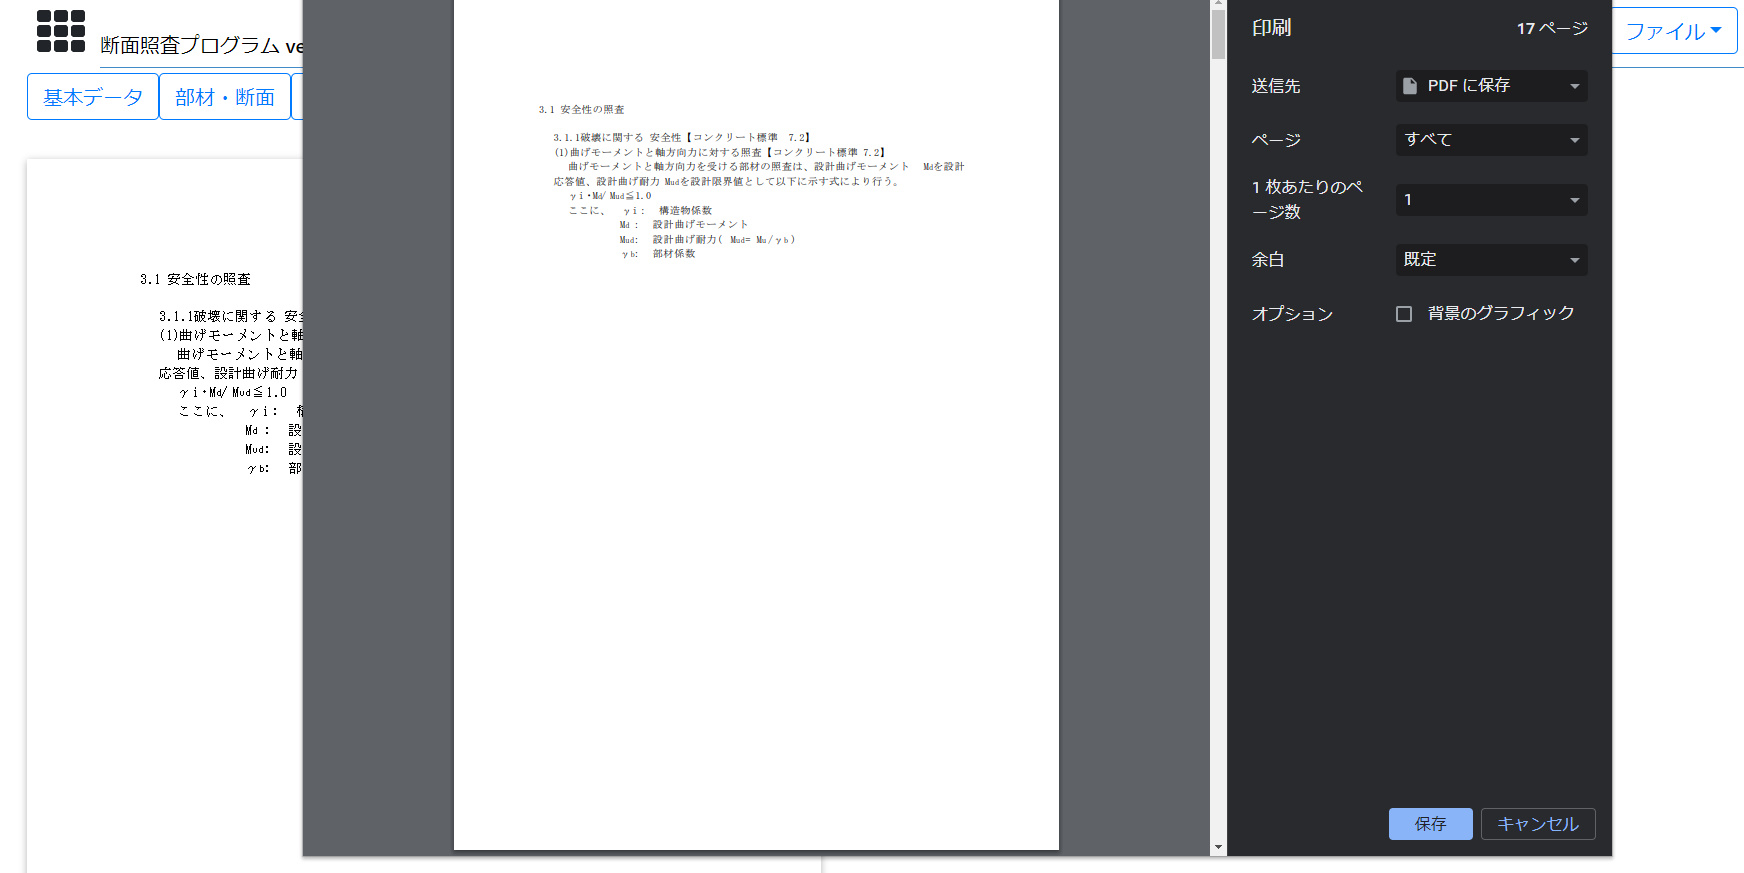 断面照査プログラム ve
ファイル
基本データ
部材・断面
3.1 安全性の照査
3.1.1破壊に関する 安全
(1)曲げモーメントと軸
曲げモーメントと軸
応答値、設計曲げ耐力
γi・Md/ Mud≦1.0
ここに、 γi： 構
Md： 設
Mud: 設
γb: 部
3.1 安全性の照査
3.1.1破壊に関する 安全性【コンクリート標準 7.2】
(1)曲げモーメントと軸方向力に対する照査【コンクリート標準 7.2】
曲げモーメントと軸方向力を受ける部材の照査は、設計曲げモーメント Mdを設計
応答値、設計曲げ耐力 Mudを設計限界値として以下に示す式により行う。
γi・Md/ Mud≦1.0
ここに、 γi： 構造物係数
Md： 設計曲げモーメント
Mud: 設計曲げ耐力( Mud= Mu/γb)
γb: 部材係数
印刷
17 ページ
送信先
PDF に保存
ページ
すべて
1 枚あたりのペ
ージ数
1
余白
既定
オプション
背景のグラフィック
保存
キャンセル